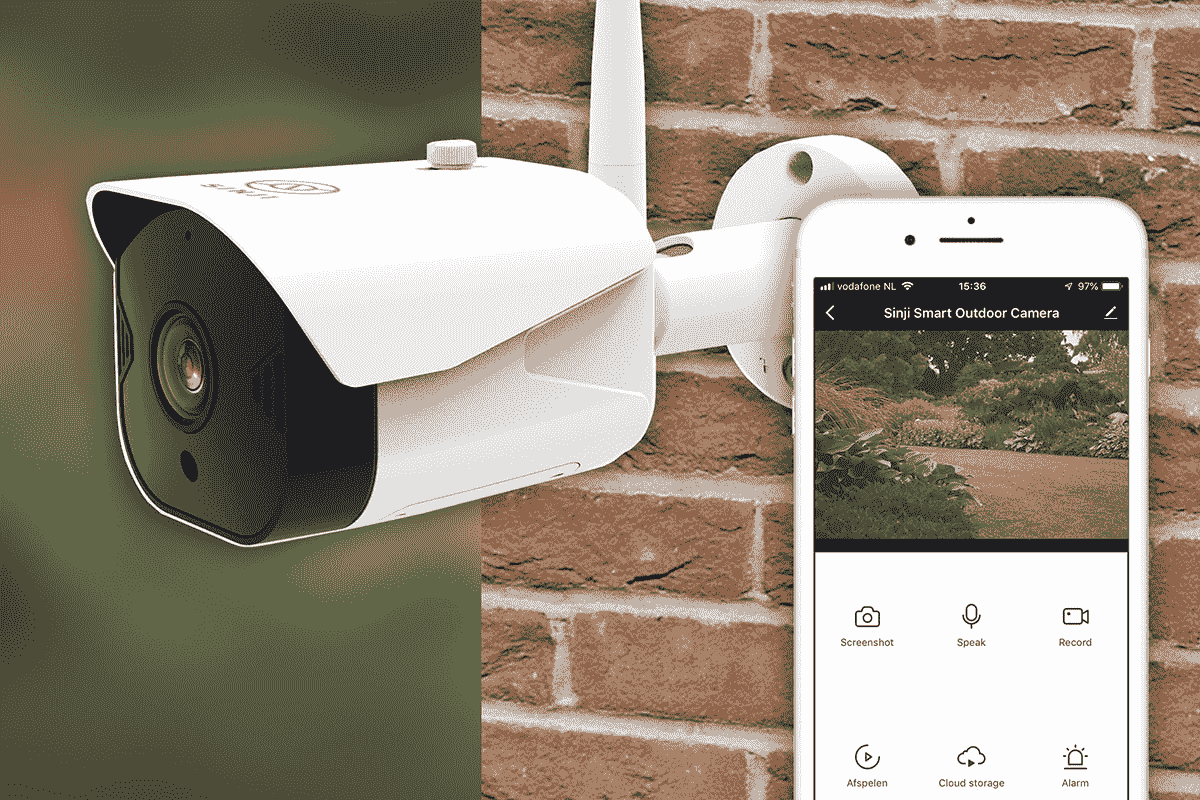 vodafone NL
15:36
97%
Sinji Smart Outdoor Camera
Screenshot
Speak
Record
Afspelen
Cloud storage
Alarm